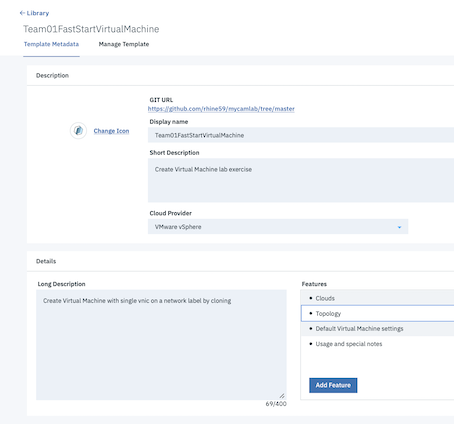 ← Library
Team01FastStartVirtualMachine
Template Metadata
Manage Template
Description
GIT URL
https://github.com/rhine59/mycamlab/tree/master
Change Icon
Display name
Team01FastStartVirtualMachine
Short Description
Create Virtual Machine lab exercise
Cloud Provider
VMware vSphere
Details
Long Description
Create Virtual Machine with single vnic on a network label by cloning
69/400
Features
Clouds
Topology
Default Virtual Machine settings
Usage and special notes
Add Feature